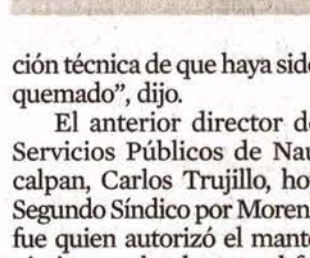 ción técnica de que haya sido
quemado”, dijo.
El anterior director d
Servicios Públicos de Nau
calpan, Carlos Trujillo, ho
Segundo Síndico por Moren
fue quien autorizó el mant